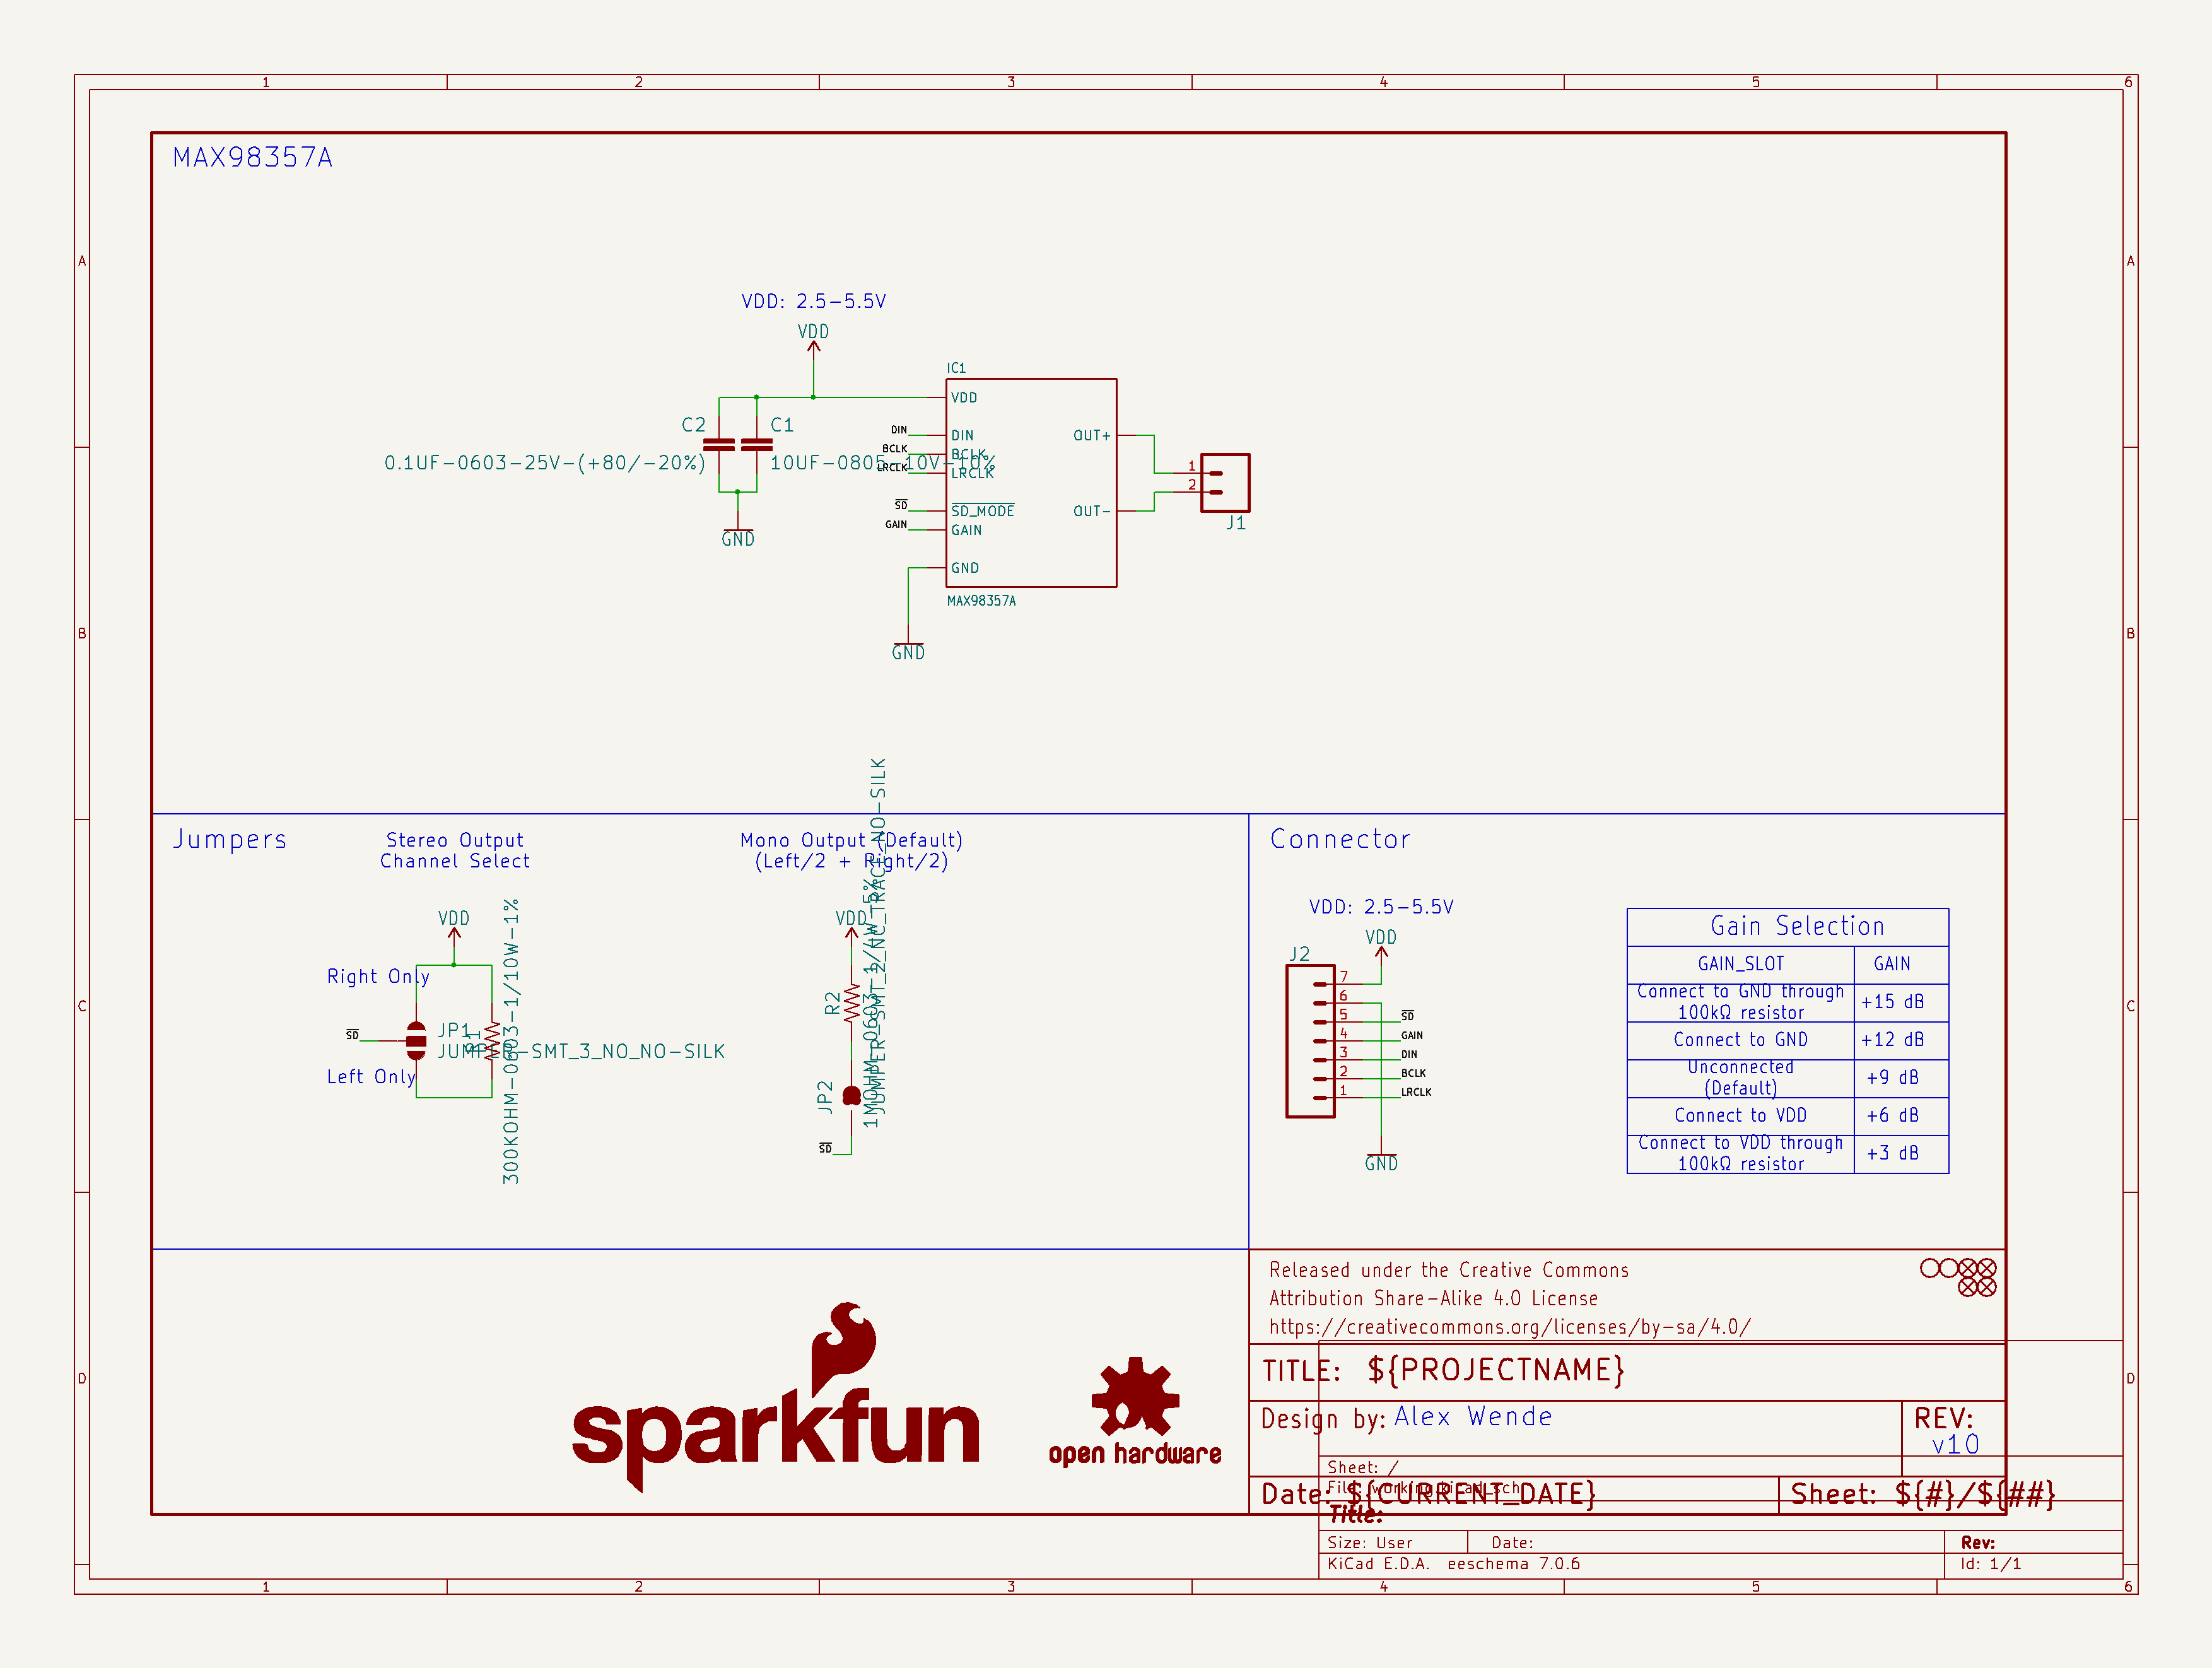 1 2 3 4 5 6
A A
B B
C C
D D
MAX98357A
VDD: 2.5-5.5V
VDD
IC1
VDD
C2
C1
0.1UF-0603-25V-(+80/-20%)
10UF-0805-10V-10%
DIN
BCLK
LRCLK
SD
GAIN
DIN
BCLK
LRCLK
SD_MODE
GAIN
GND
OUT+
OUT-
1
2
J1
GND
MAX98357A
GND
Jumpers
Stereo Output
Channel Select
VDD
Right Only
SD
JP1
JUMPER-SMT_3_NO_NO-SILK
R1
300KOHM-0603-1/10W-1%
Left Only
Mono Output (Default)
(Left/2 + Right/2)
VDD
R2
1MOHM-0603-1/4W-5%
JP2
JUMPER-SMT_2_NC_TRACE_NO-SILK
SD
Connector
VDD: 2.5-5.5V
VDD
J2
7
6
5 SD
4 GAIN
3 DIN
2 BCLK
1 LRCLK
GND
Gain Selection
GAIN_SLOT GAIN
Connect to GND through
100kΩ resistor +15 dB
Connect to GND +12 dB
Unconnected
(Default) +9 dB
Connect to VDD +6 dB
Connect to VDD through
100kΩ resistor +3 dB
Released under the Creative Commons
Attribution Share-Alike 4.0 License
https://creativecommons.org/licenses/by-sa/4.0/
TITLE: ${PROJECTNAME}
Design by: Alex Wende
REV:
v10
Date: ${CURRENT_DATE}
Sheet: ${#}/${##}
sparkfun
open hardware
Sheet: /
File: working.kicad_sch
Title:
Size: User Date: Rev:
KiCad E.D.A. eeschema 7.0.6 Id: 1/1
1 2 3 4 5 6